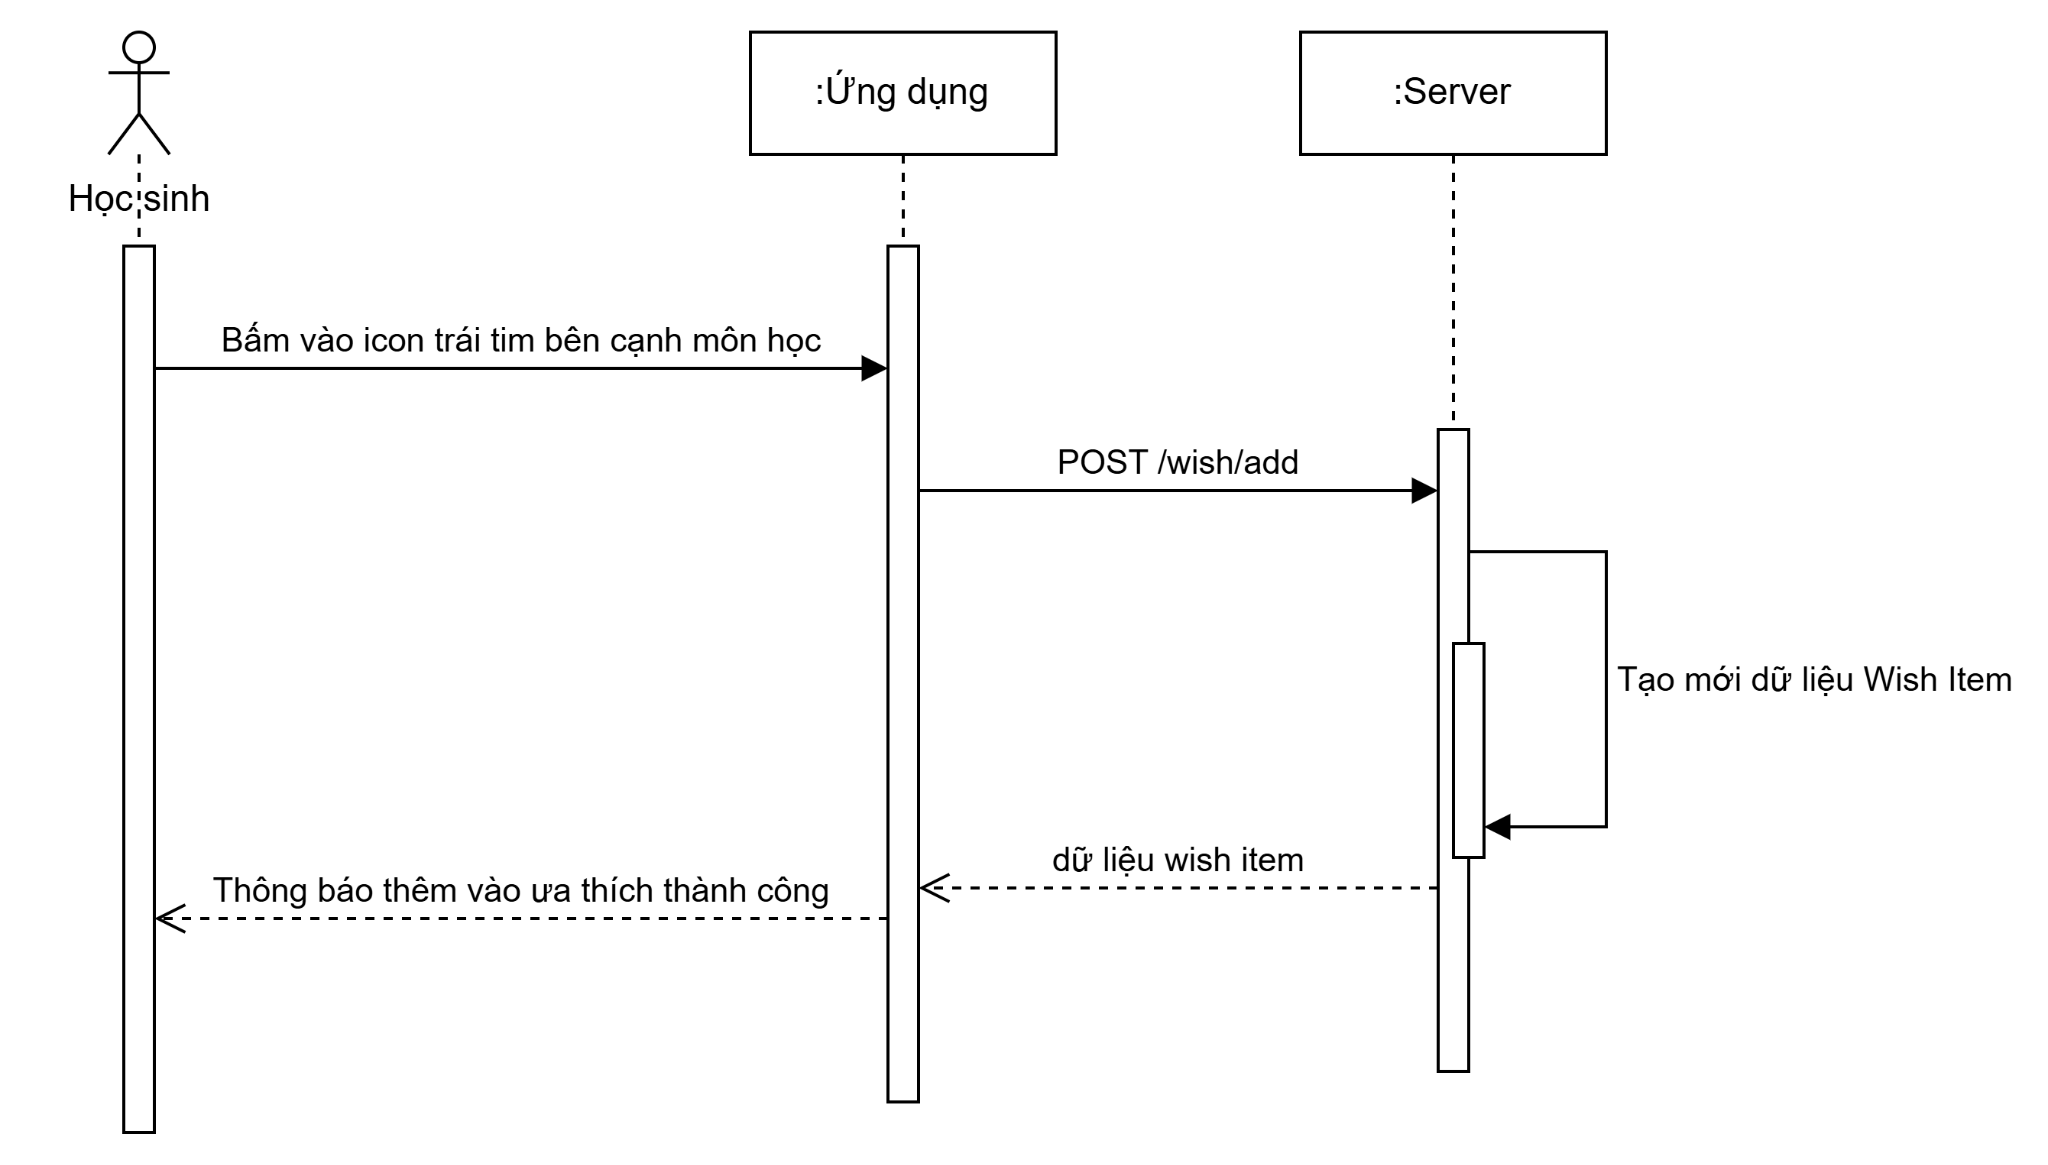 Học sinh
:Ứng dụng
:Server
Bấm vào icon trái tim bên cạnh môn học
POST /wish/add
Tạo mới dữ liệu Wish Item
dữ liệu wish item
Thông báo thêm vào ưa thích thành công